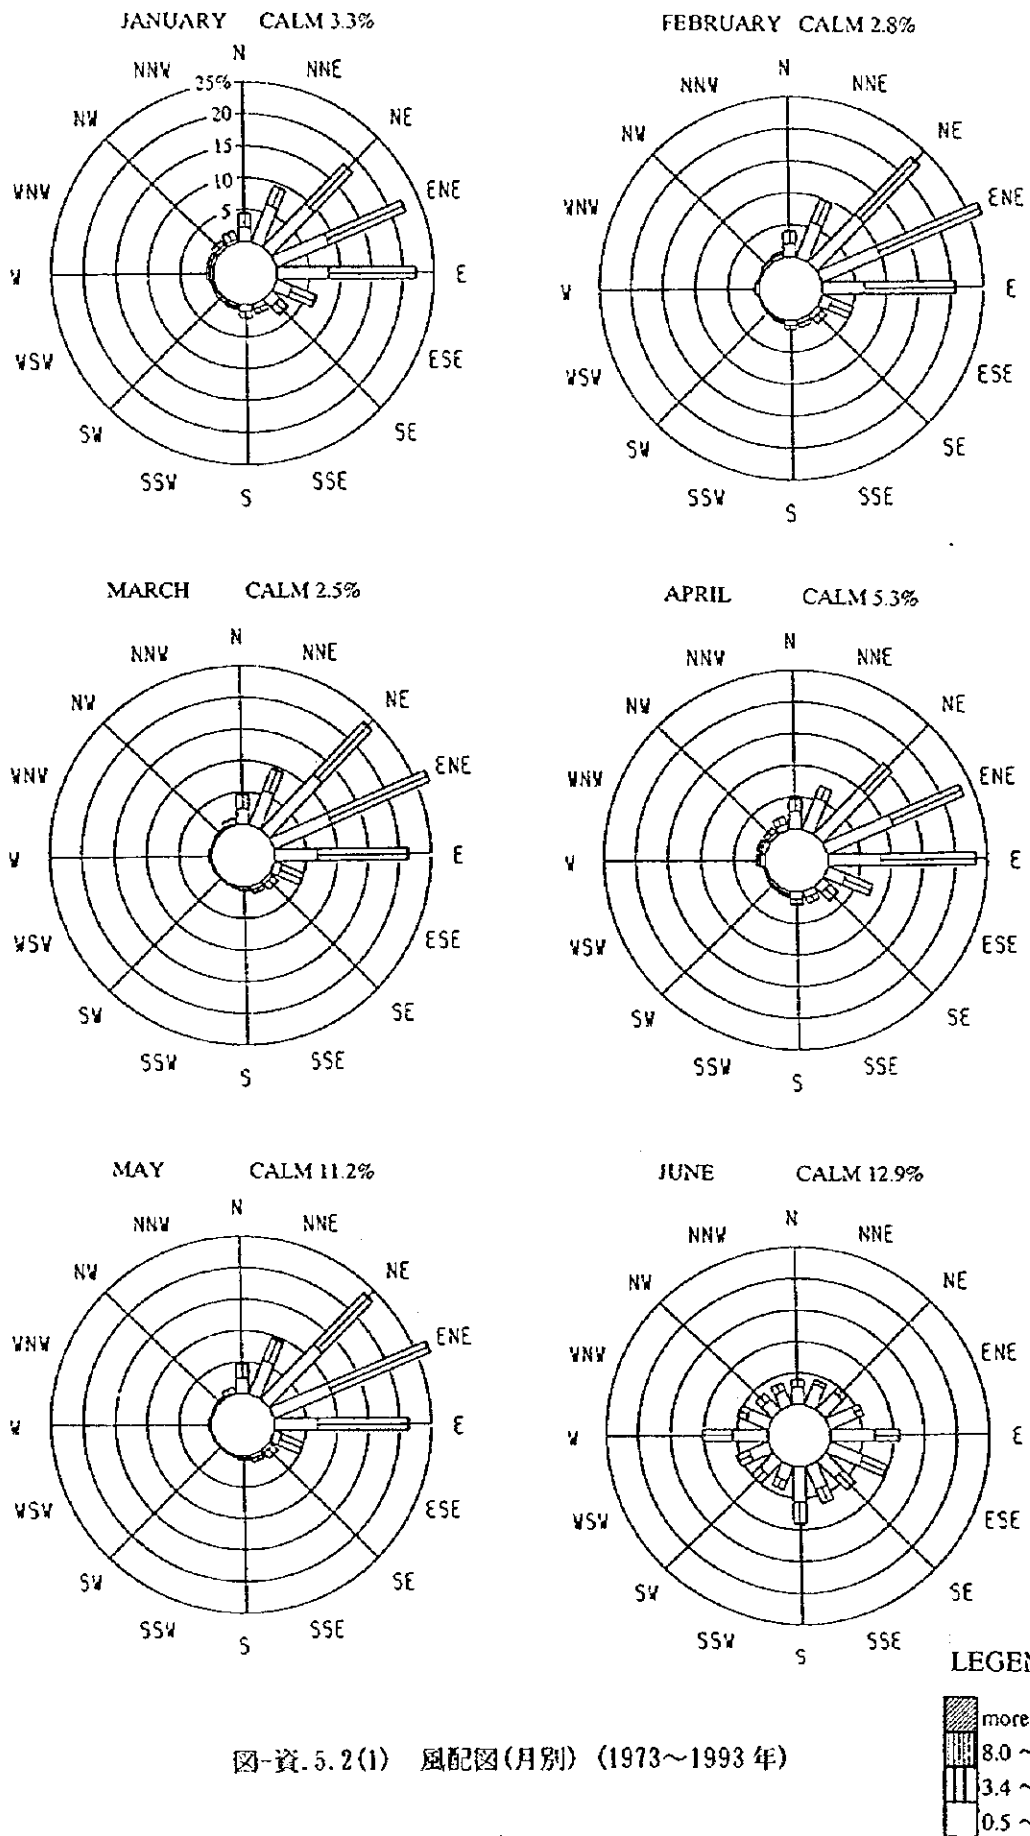 JANUARY CALM 3.3%
N
NNW NNE
25%
NW 20 NE
15
WNW 10 ENE
5
W E
WSW ESE
SW SE
SSW SSE
S
FEBRUARY CALM 2.8%
N
NNW NNE
NW NE
WNW ENE
W E
WSW ESE
SW SE
SSW SSE
S
MARCH CALM 2.5%
N
NNW NNE
NW NE
WNW ENE
W E
WSW ESE
SW SE
SSW SSE
S
APRIL CALM 5.3%
N
NNW NNE
NW NE
WNW ENE
W E
WSW ESE
SW SE
SSW SSE
S
MAY CALM 11.2%
N
NNW NNE
NW NE
WNW ENE
W E
WSW ESE
SW SE
SSW SSE
S
JUNE CALM 12.9%
N
NNW NNE
NW NE
WNW ENE
W E
WSW ESE
SW SE
SSW SSE
S
LEGEN
more
8.0 ~
3.4 ~
0.5 ~
図-資.5.2(1) 風配図(月別) (1973~1993 年)